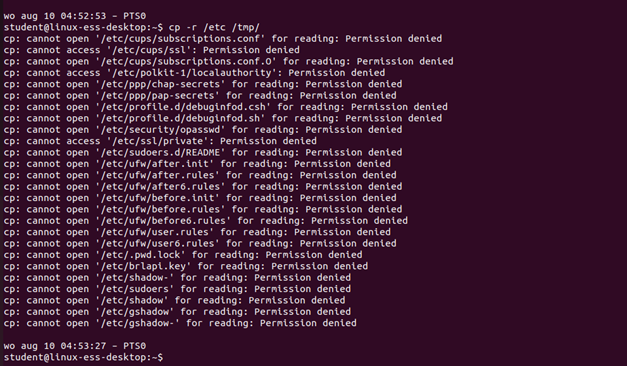 wo aug 10 04:52:53 – PTS0
student@linux-ess-desktop:~$ cp -r /etc /tmp/
cp: cannot open '/etc/cups/subscriptions.conf' for reading: Permission denied
cp: cannot access '/etc/cups/ssl': Permission denied
cp: cannot open '/etc/cups/subscriptions.conf.O' for reading: Permission denied
cp: cannot access '/etc/polkit-1/localauthority': Permission denied
cp: cannot open '/etc/ppp/chap-secrets' for reading: Permission denied
cp: cannot open '/etc/ppp/pap-secrets' for reading: Permission denied
cp: cannot open '/etc/profile.d/debuginfod.csh' for reading: Permission denied
cp: cannot open '/etc/profile.d/debuginfod.sh' for reading: Permission denied
cp: cannot open '/etc/security/opasswd' for reading: Permission denied
cp: cannot access '/etc/ssl/private': Permission denied
cp: cannot open '/etc/sudoers.d/README' for reading: Permission denied
cp: cannot open '/etc/ufw/after.init' for reading: Permission denied
cp: cannot open '/etc/ufw/after.rules' for reading: Permission denied
cp: cannot open '/etc/ufw/after6.rules' for reading: Permission denied
cp: cannot open '/etc/ufw/before.init' for reading: Permission denied
cp: cannot open '/etc/ufw/before.rules' for reading: Permission denied
cp: cannot open '/etc/ufw/before6.rules' for reading: Permission denied
cp: cannot open '/etc/ufw/user.rules' for reading: Permission denied
cp: cannot open '/etc/ufw/user6.rules' for reading: Permission denied
cp: cannot open '/etc/.pwd.lock' for reading: Permission denied
cp: cannot open '/etc/brlapi.key' for reading: Permission denied
cp: cannot open '/etc/shadow-' for reading: Permission denied
cp: cannot open '/etc/sudoers' for reading: Permission denied
cp: cannot open '/etc/shadow' for reading: Permission denied
cp: cannot open '/etc/gshadow' for reading: Permission denied
cp: cannot open '/etc/gshadow-' for reading: Permission denied
wo aug 10 04:53:27 – PTS0
student@linux-ess-desktop:~$